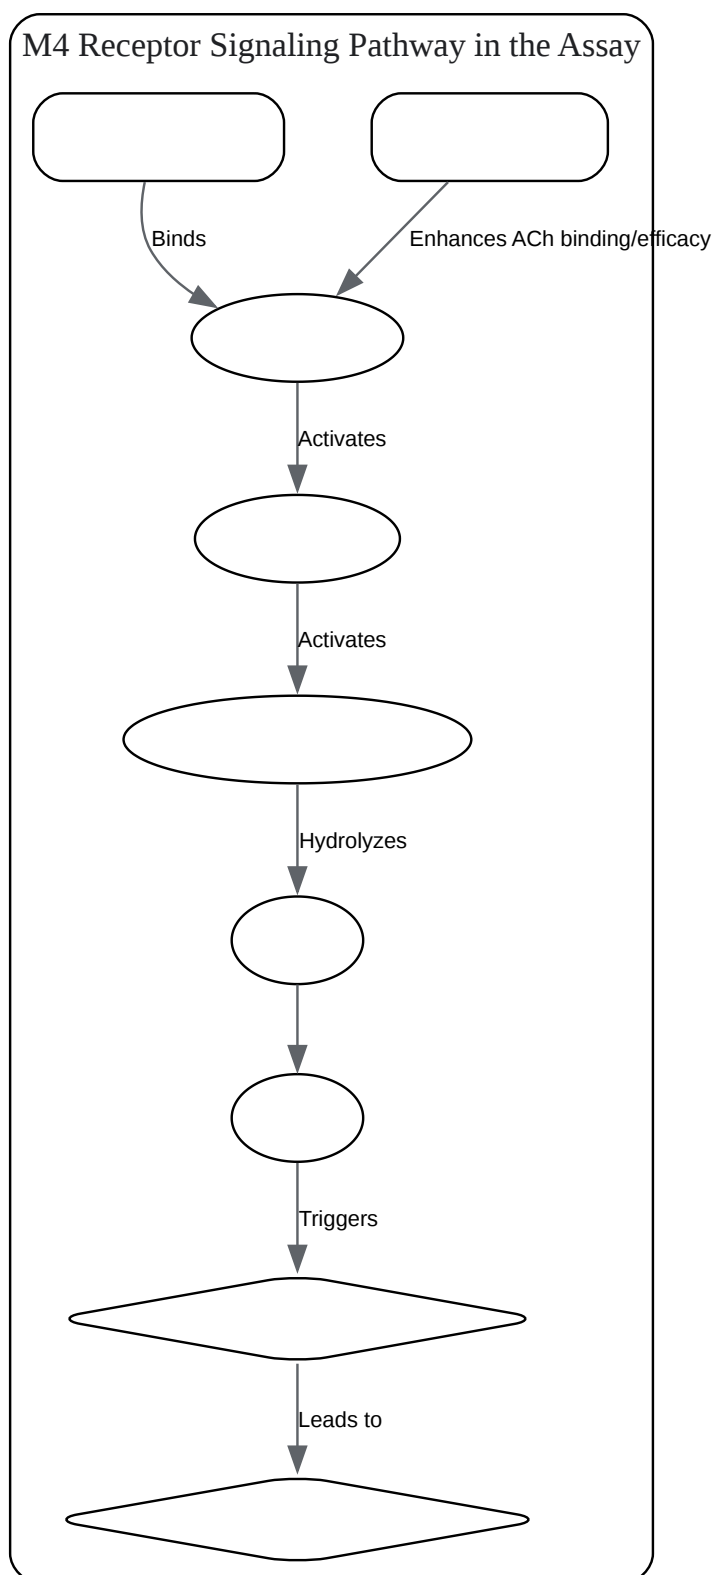 M4 Receptor Signaling Pathway in the Assay
Binds
Enhances ACh binding/efficacy
Activates
Activates
Hydrolyzes
Triggers
Leads to